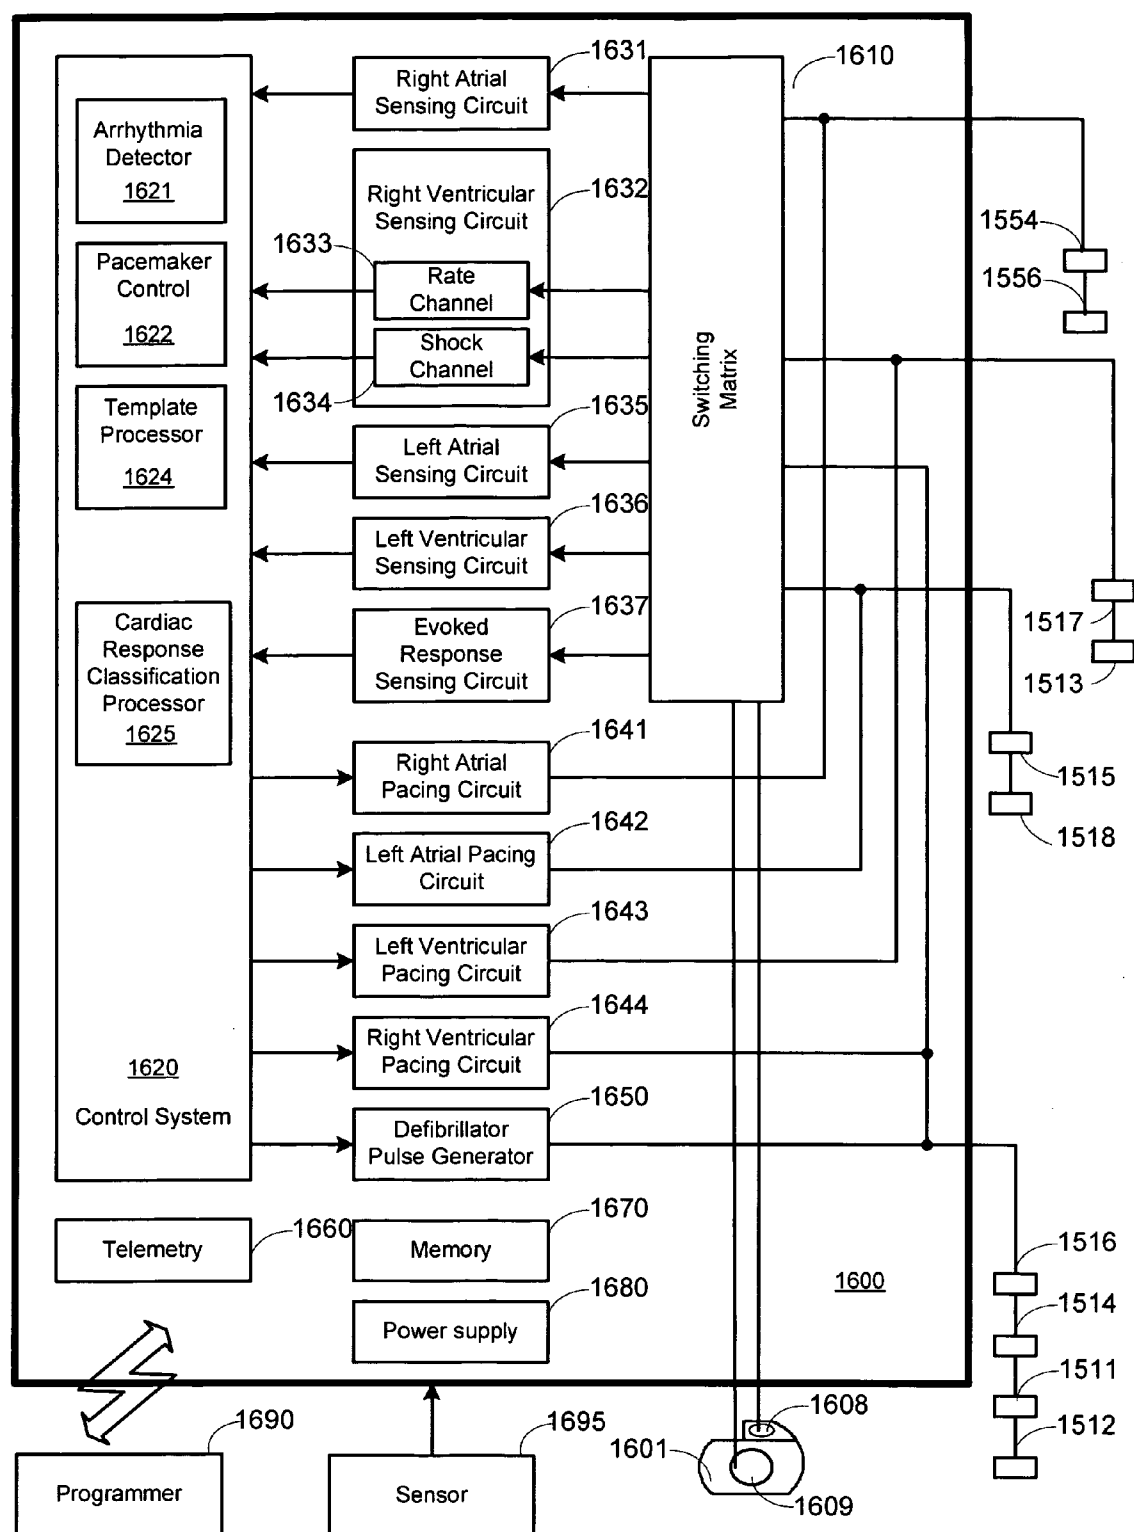 1631
1610
Right Atrial
Sensing Circuit
Arrhythmia
Detector
1621
1632
Right Ventricular
Sensing Circuit
1633
Rate
Channel
Shock
Channel
1634
Pacemaker
Control
1622
Switching
Matrix
1554
1556
Template
Processor
1624
1635
Left Atrial
Sensing Circuit
1636
Left Ventricular
Sensing Circuit
1637
Evoked
Response
Sensing Circuit
Cardiac
Response
Classification
Processor
1625
1517
1513
1641
Right Atrial
Pacing Circuit
1515
1518
1642
Left Atrial Pacing
Circuit
1643
Left Ventricular
Pacing Circuit
1644
Right Ventricular
Pacing Circuit
1620
Control System
1650
Defibrillator
Pulse Generator
Telemetry
1660
1670
Memory
1600
1680
Power supply
1516
1514
1511
1512
1690
Programmer
1695
Sensor
1608
1601
1609